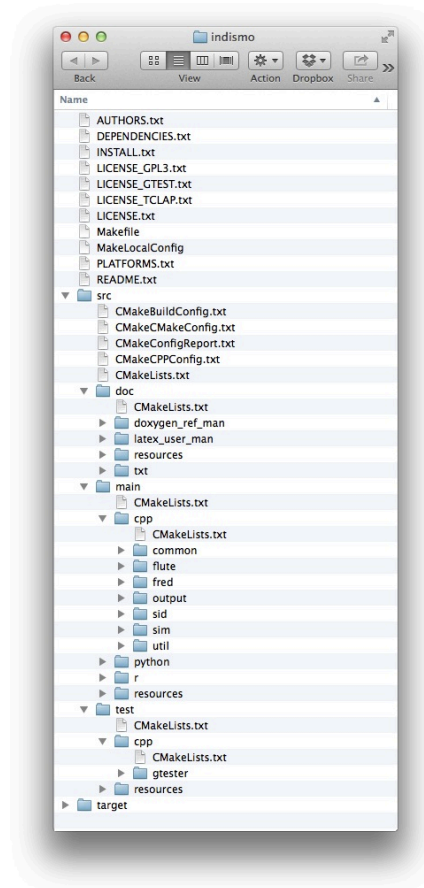 indismo
Back View Action Dropbox Share
Name
AUTHORS.txt
DEPENDENCIES.txt
INSTALL.txt
LICENSE_GPL3.txt
LICENSE_GTEST.txt
LICENSE_TCLAP.txt
LICENSE.txt
Makefile
MakeLocalConfig
PLATFORMS.txt
README.txt
src
CMakeBuildConfig.txt
CMakeCMakeConfig.txt
CMakeConfigReport.txt
CMakeCPPConfig.txt
CMakeLists.txt
doc
CMakeLists.txt
doxygen_ref_man
latex_user_man
resources
txt
main
CMakeLists.txt
cpp
CMakeLists.txt
common
flute
fred
output
sid
sim
util
python
r
resources
test
CMakeLists.txt
cpp
CMakeLists.txt
gtester
resources
target